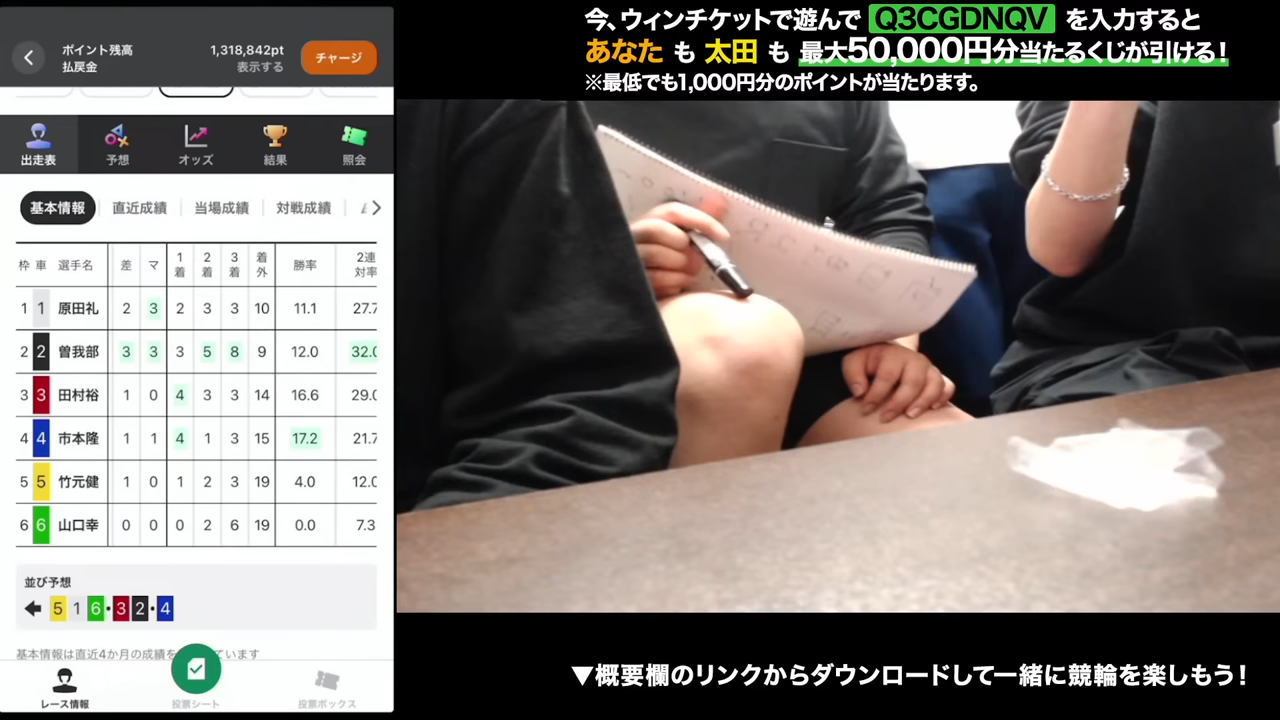 今、ウィンチケットで遊んで Q3CGDNQV を入力すると
あなた も 太田 も 最大50,000円分当たるくじが引ける!
※最低でも1,000円分のポイントが当たります。
ポイント残高 1,318,842pt
払戻金 表示する
チャージ
出走表 予想 オッズ 結果 照会
基本情報 直近成績 当場成績 対戦成績
枠 車 選手名 差 マ 1着 2着 3着 着外 勝率 2連対率
1 1 原田礼 2 3 2 3 3 10 11.1 27.7
2 2 曽我部 3 3 3 5 8 9 12.0 32.0
3 3 田村裕 1 0 4 3 3 14 16.6 29.0
4 4 市本隆 1 1 4 1 3 15 17.2 21.7
5 5 竹元健 1 0 1 2 3 19 4.0 12.0
6 6 山口幸 0 0 0 2 6 19 0.0 7.3
並び予想
5 1 6・3 2・4
基本情報は直近4か月の成績を ています
レース情報 投票シート 投票ボックス
▼概要欄のリンクからダウンロードして一緒に競輪を楽しもう!